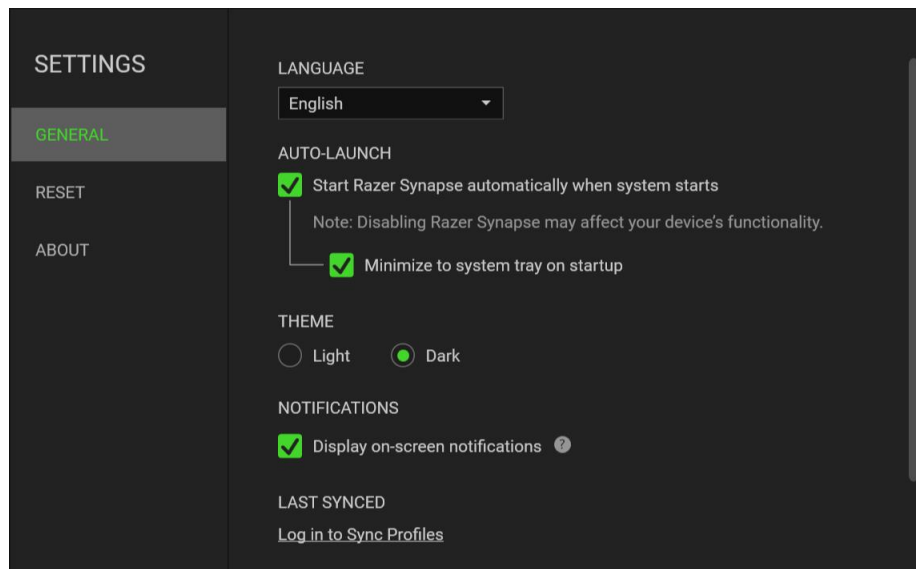 SETTINGS
GENERAL
RESET
ABOUT
LANGUAGE
English
AUTO-LAUNCH
Start Razer Synapse automatically when system starts
Note: Disabling Razer Synapse may affect your device’s functionality.
Minimize to system tray on startup
THEME
Light Dark
NOTIFICATIONS
Display on-screen notifications ?
LAST SYNCED
Log in to Sync Profiles